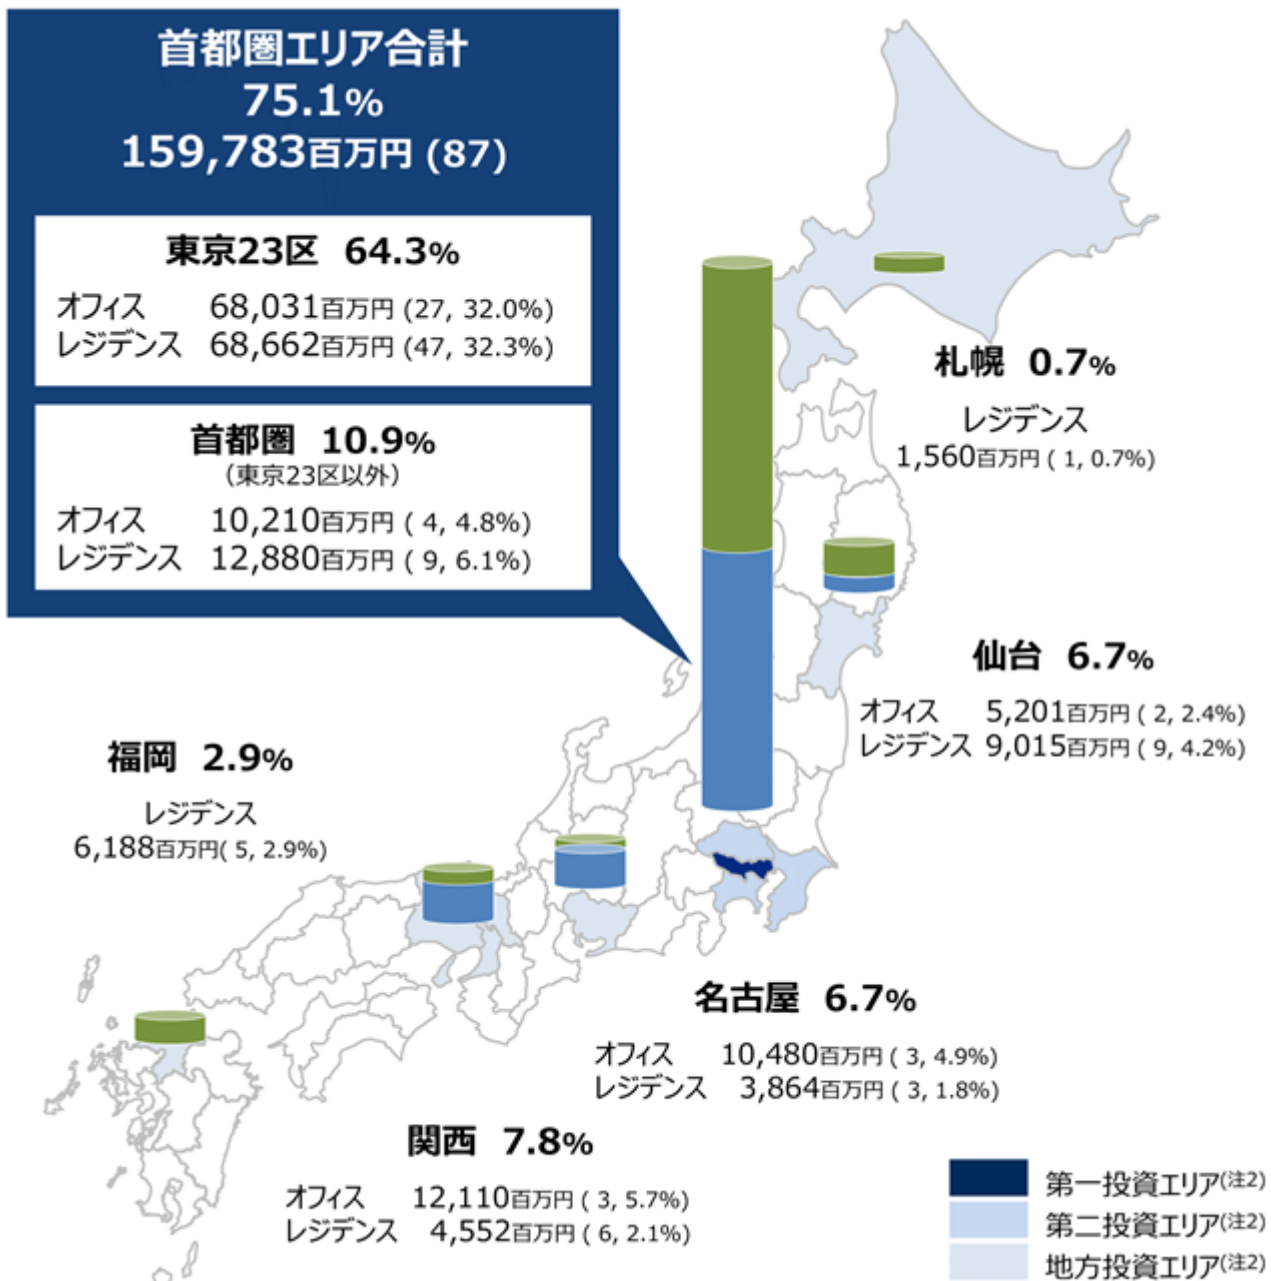 首都圏エリア合計
75.1%
159,783百万円 (87)
東京23区 64.3%
オフィス 68,031百万円 (27, 32.0%)
レジデンス 68,662百万円 (47, 32.3%)
首都圏 10.9%
(東京23区以外)
オフィス 10,210百万円 ( 4, 4.8%)
レジデンス 12,880百万円 ( 9, 6.1%)
札幌 0.7%
レジデンス
1,560百万円 ( 1, 0.7%)
仙台 6.7%
オフィス 5,201百万円 ( 2, 2.4%)
レジデンス 9,015百万円 ( 9, 4.2%)
福岡 2.9%
レジデンス
6,188百万円( 5, 2.9%)
名古屋 6.7%
オフィス 10,480百万円 ( 3, 4.9%)
レジデンス 3,864百万円 ( 3, 1.8%)
関西 7.8%
オフィス 12,110百万円 ( 3, 5.7%)
レジデンス 4,552百万円 ( 6, 2.1%)
第一投資エリア(注2)
第二投資エリア(注2)
地方投資エリア(注2)